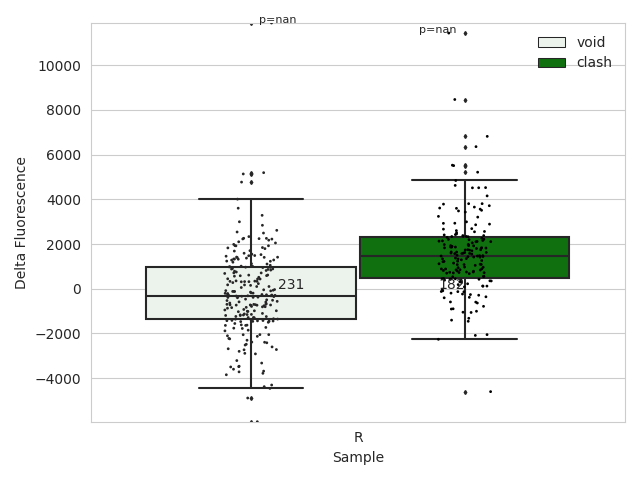 p=nan
p=nan
void
clash
10000
8000
6000
4000
2000
0
−2000
−4000
Delta Fluorescence
231
R
Sample